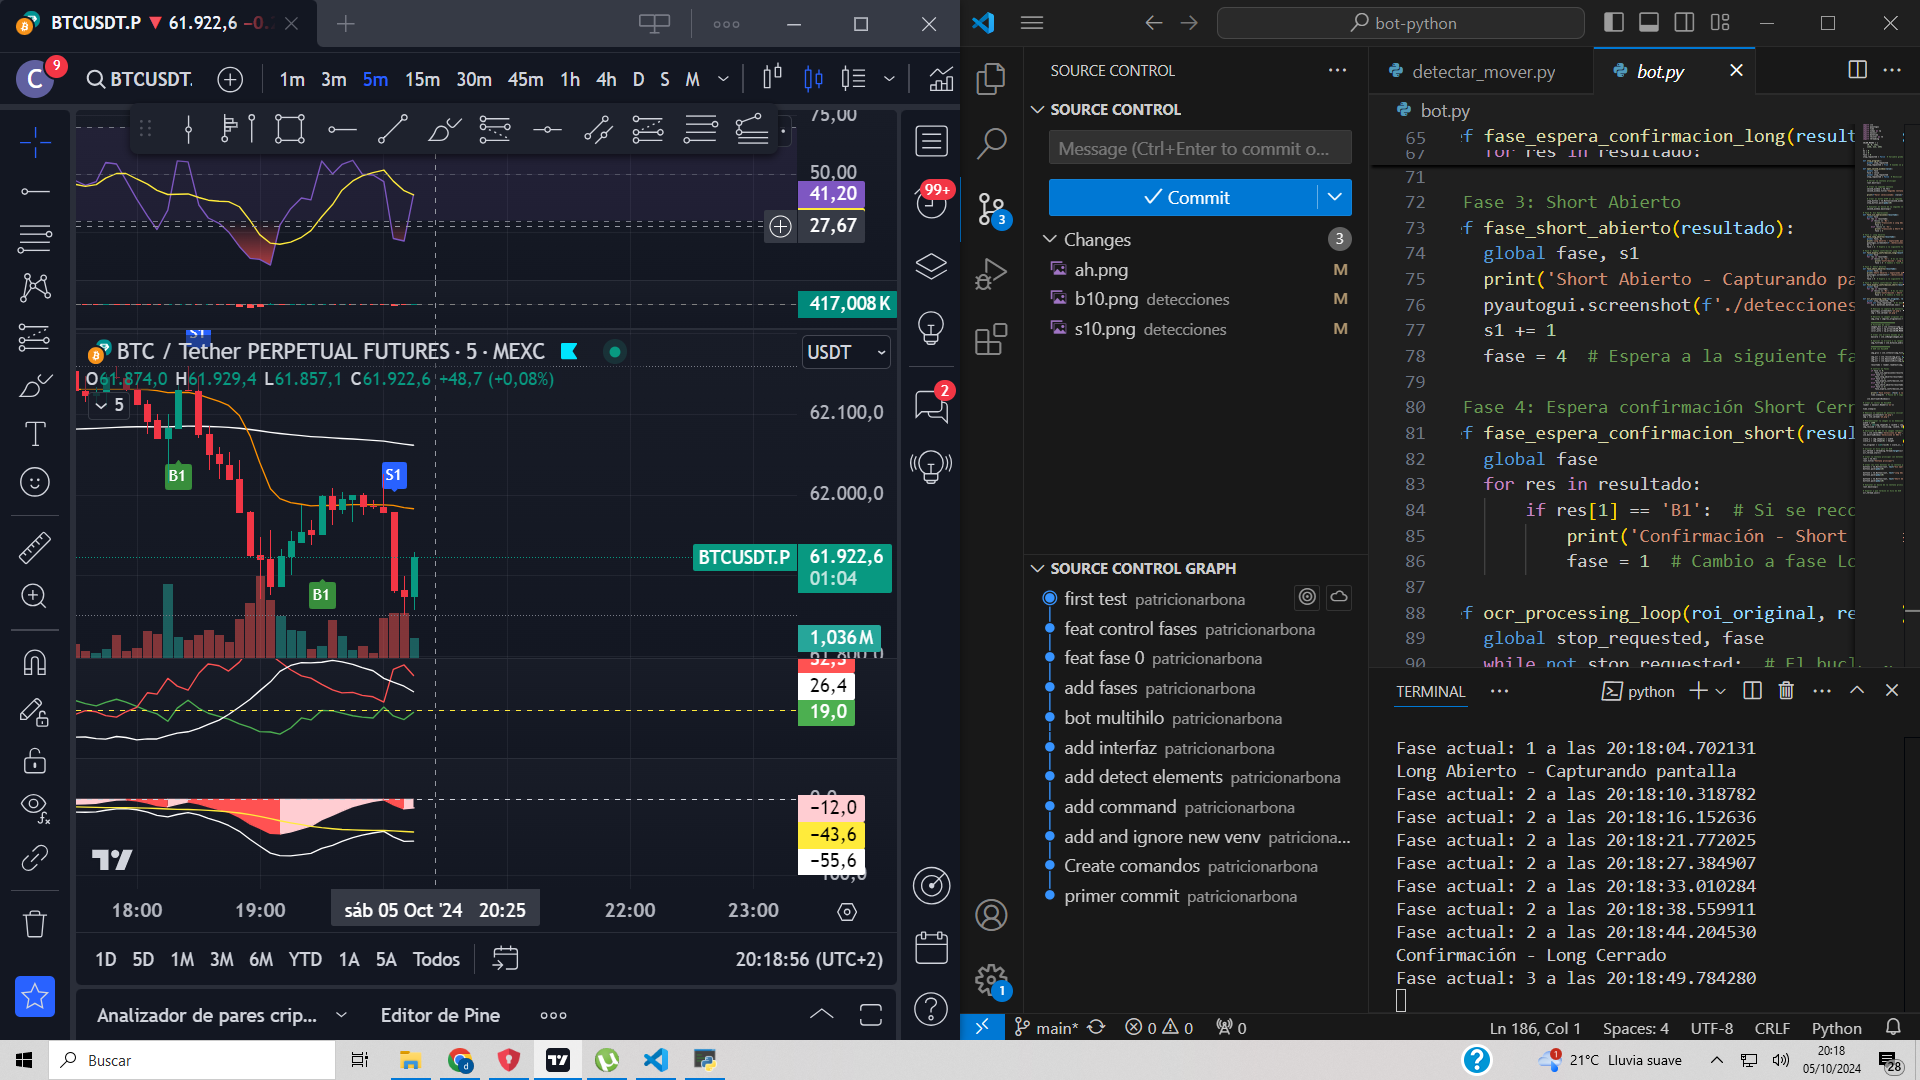 BTCUSDT.P ▼ 61.922,6 −0.
C
9
BTCUSDT.
1m 3m 5m 15m 30m 45m 1h 4h D S M
75,00
50,00
41,20
27,67
417,008 K
S1
BTC / Tether PERPETUAL FUTURES · 5 · MEXC
USDT
O61.874,0 H61.929,4 L61.857,1 C61.922,6 +48,7 (+0,08%)
5
62.100,0
B1
S1
62.000,0
BTCUSDT.P
61.922,6
01:04
B1
1,036 M
26,4
19,0
−12,0
−43,6
−55,6
18:00 19:00 sáb 05 Oct '24 20:25 22:00 23:00
1D 5D 1M 3M 6M YTD 1A 5A Todos
20:18:56 (UTC+2)
Analizador de pares crip...
Editor de Pine
99+
2
bot-python
SOURCE CONTROL
SOURCE CONTROL
Message (Ctrl+Enter to commit o...
Commit
Changes
3
ah.png M
b10.png detecciones M
s10.png detecciones M
3
1
SOURCE CONTROL GRAPH
first test patricionarbona
feat control fases patricionarbona
feat fase 0 patricionarbona
add fases patricionarbona
bot multihilo patricionarbona
add interfaz patricionarbona
add detect elements patricionarbona
add command patricionarbona
add and ignore new venv patriciona...
Create comandos patricionarbona
primer commit patricionarbona
detectar_mover.py
bot.py
bot.py
65 f fase_espera_confirmacion_long(result
67 for res in resultado:
71
72 Fase 3: Short Abierto
73 f fase_short_abierto(resultado):
74 global fase, s1
75 print('Short Abierto - Capturando pa
76 pyautogui.screenshot(f'./detecciones
77 s1 += 1
78 fase = 4 # Espera a la siguiente fa
79
80 Fase 4: Espera confirmación Short Cerr
81 f fase_espera_confirmacion_short(resul
82 global fase
83 for res in resultado:
84 if res[1] == 'B1': # Si se reco
85 print('Confirmación - Short
86 fase = 1 # Cambio a fase Lo
87
88 f ocr_processing_loop(roi_original, re
89 global stop_requested, fase
90 while not stop_requested: # El bucl
TERMINAL
python
Fase actual: 1 a las 20:18:04.702131
Long Abierto - Capturando pantalla
Fase actual: 2 a las 20:18:10.318782
Fase actual: 2 a las 20:18:16.152636
Fase actual: 2 a las 20:18:21.772025
Fase actual: 2 a las 20:18:27.384907
Fase actual: 2 a las 20:18:33.010284
Fase actual: 2 a las 20:18:38.559911
Fase actual: 2 a las 20:18:44.204530
Confirmación - Long Cerrado
Fase actual: 3 a las 20:18:49.784280
main* 0 0 0
Ln 186, Col 1 Spaces: 4 UTF-8 CRLF Python
Buscar
1
21°C Lluvia suave
20:18
05/10/2024
28